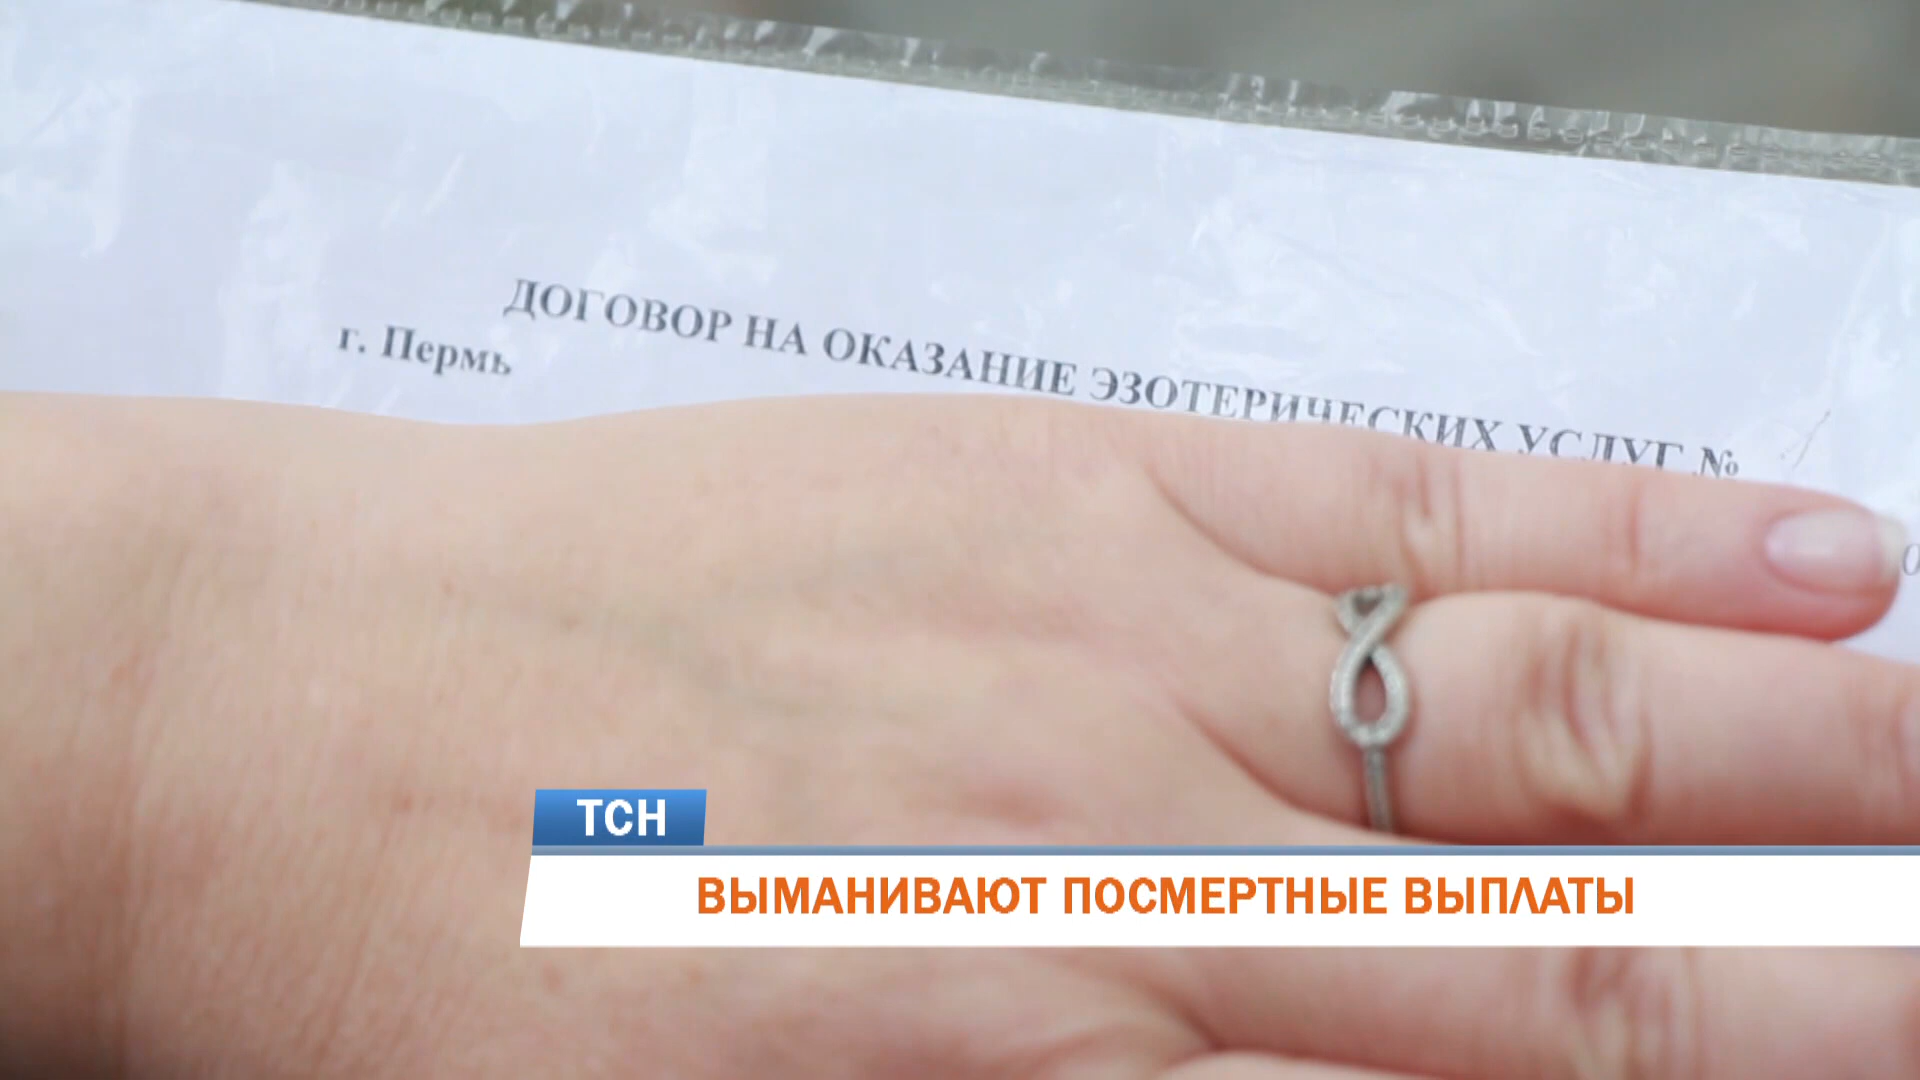 ДОГОВОР НА ОКАЗАНИЕ ЭЗОТЕРИЧЕСКИХ УСЛУГ №
г. Пермь
ТСН
ВЫМАНИВАЮТ ПОСМЕРТНЫЕ ВЫПЛАТЫ